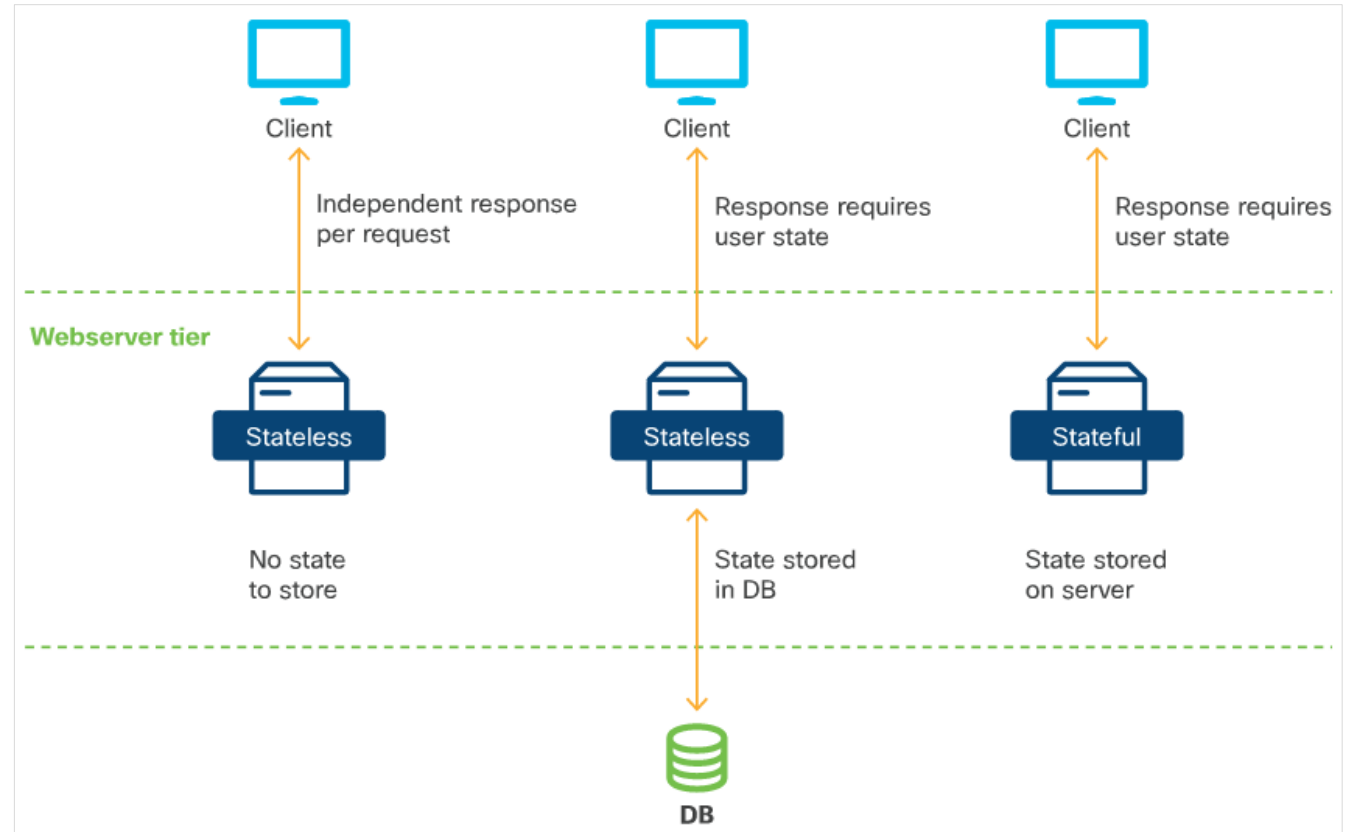 Client
Client
Client
Independent response
per request
Response requires
user state
Response requires
user state
Webserver tier
Stateless
Stateless
Stateful
No state
to store
State stored
in DB
State stored
on server
DB